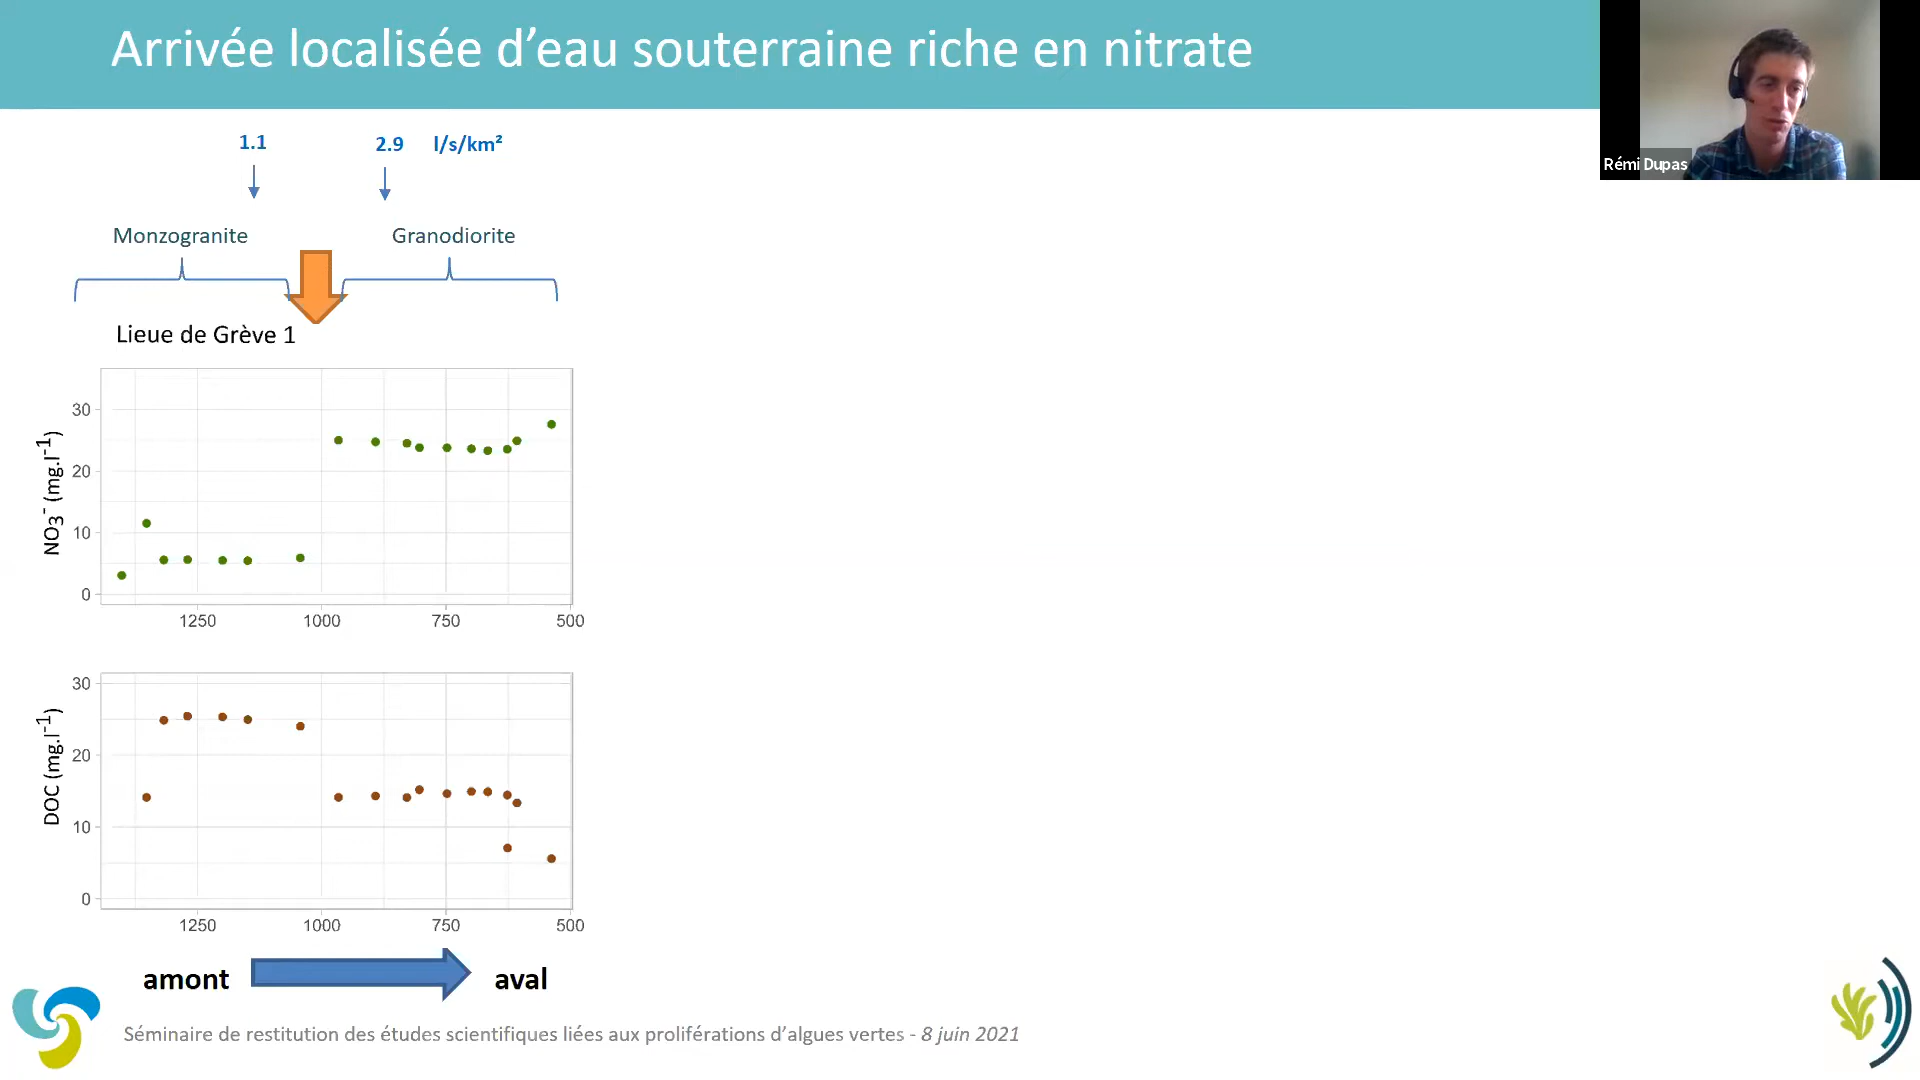 Arrivée localisée d’eau souterraine riche en nitrate
Rémi Dupas
1.1 2.9 l/s/km²
Monzogranite Granodiorite
Lieue de Grève 1
NO3⁻ (mg.l⁻¹)
30
20
10
0
1250 1000 750 500
DOC (mg.l⁻¹)
30
20
10
0
1250 1000 750 500
amont aval
Séminaire de restitution des études scientifiques liées aux proliférations d’algues vertes - 8 juin 2021